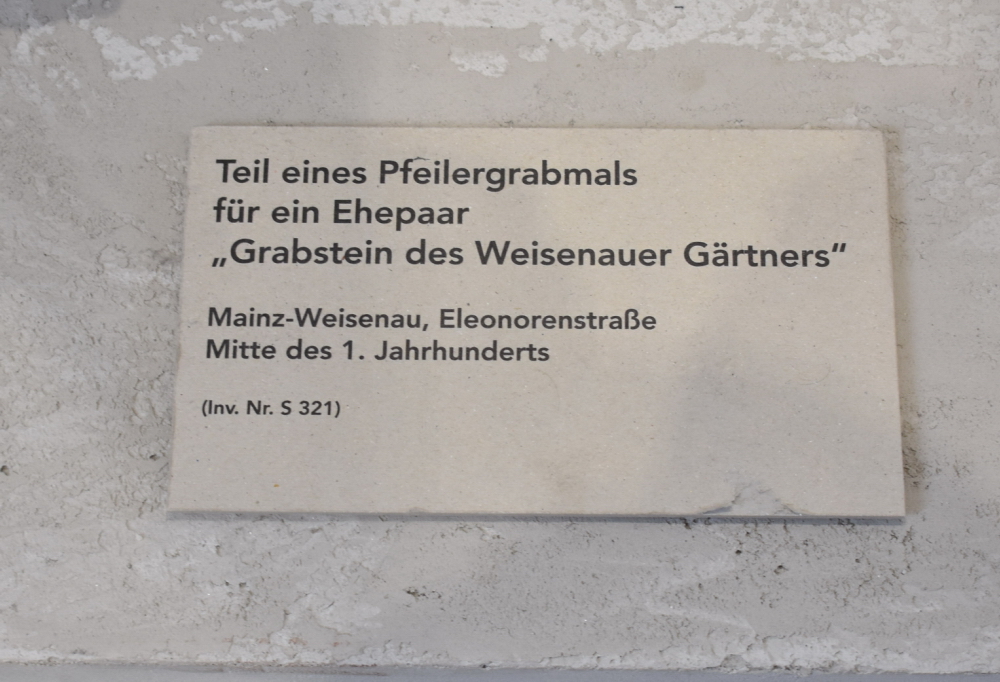 Teil eines Pfeilergrabmals
für ein Ehepaar
„Grabstein des Weisenauer Gärtners“
Mainz-Weisenau, Eleonorenstraße
Mitte des 1. Jahrhunderts
(Inv. Nr. S 321)